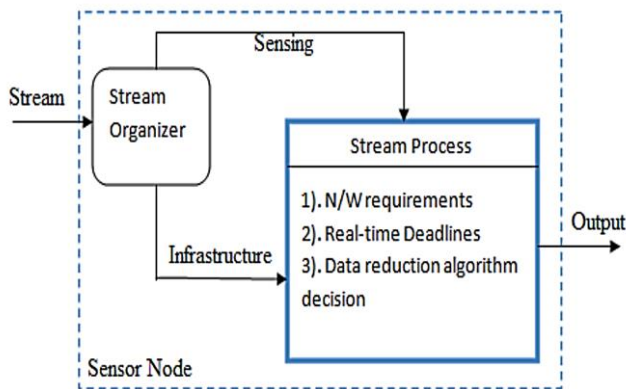 Sensing
Stream
Stream
Organizer
Stream Process
1). N/W requirements
2). Real-time Deadlines
3). Data reduction algorithm
decision
Output
Infrastructure
Sensor Node